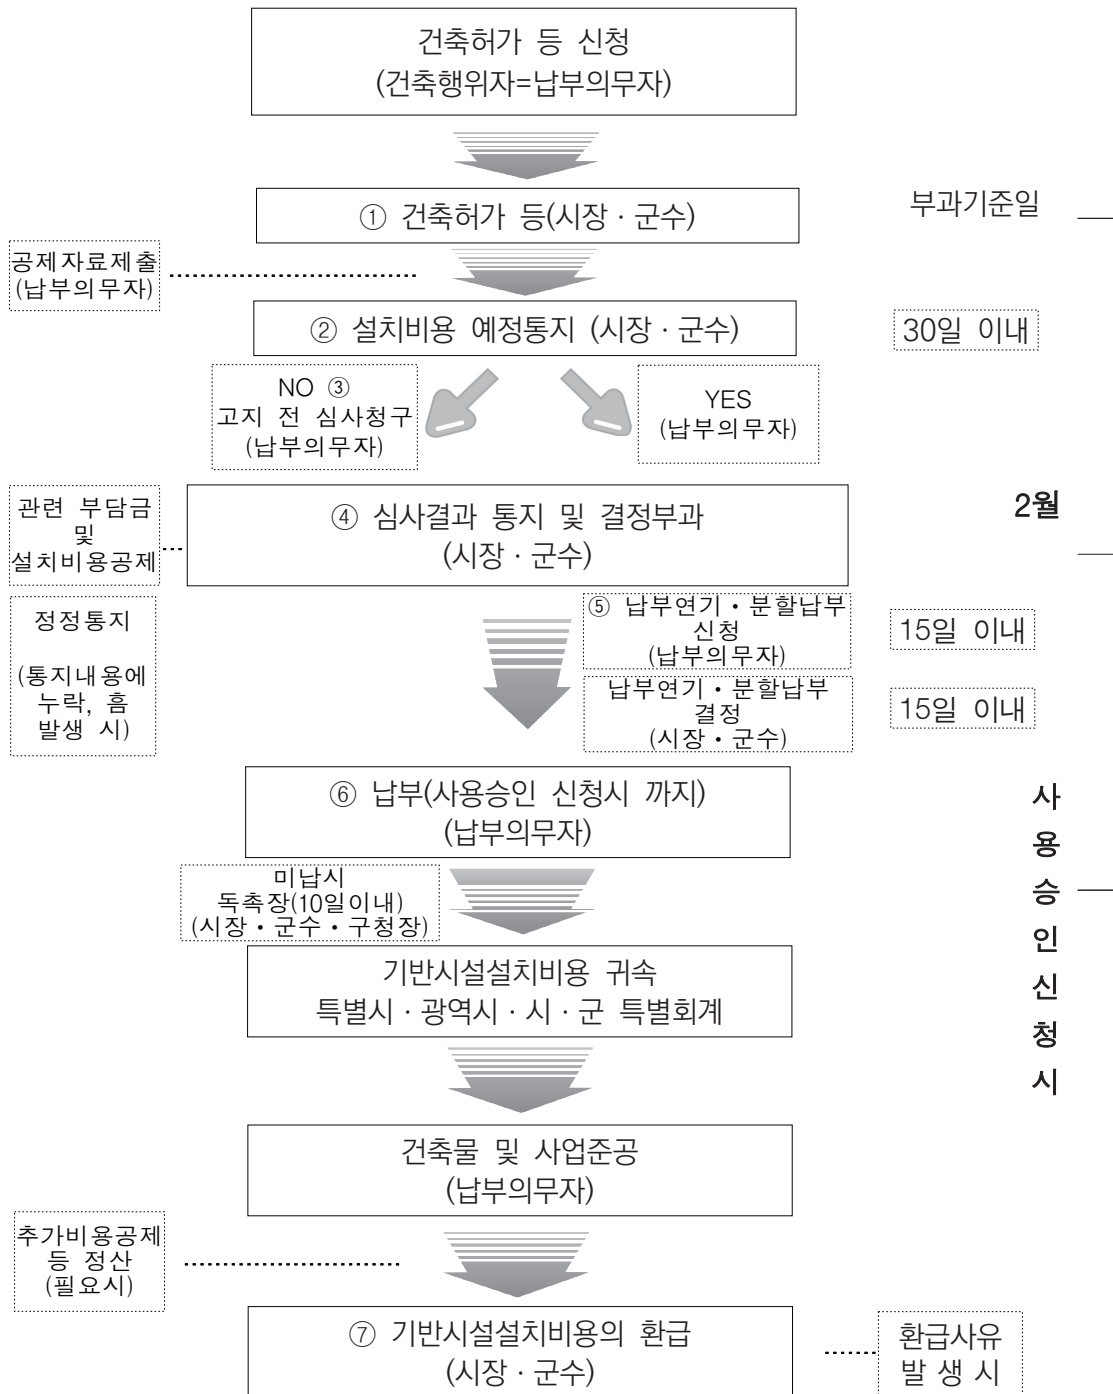 건축허가 등 신청
(건축행위자=납부의무자)
① 건축허가 등(시장 · 군수)
부과기준일
공제자료제출
(납부의무자)
② 설치비용 예정통지 (시장 · 군수)
30일 이내
NO ③
고지 전 심사청구
(납부의무자)
YES
(납부의무자)
관련 부담금
및
설치비용공제
④ 심사결과 통지 및 결정부과
(시장 · 군수)
2월
정정통지
(통지내용에
누락, 흠
발생 시)
⑤ 납부연기 · 분할납부
신청
(납부의무자)
15일 이내
납부연기 · 분할납부
결정
(시장 · 군수)
15일 이내
⑥ 납부(사용승인 신청시 까지)
(납부의무자)
사
용
승
인
신
청
시
미납시
독촉장(10일이내)
(시장 · 군수 · 구청장)
기반시설설치비용 귀속
특별시 · 광역시 · 시 · 군 특별회계
건축물 및 사업준공
(납부의무자)
추가비용공제
등 정산
(필요시)
⑦ 기반시설설치비용의 환급
(시장 · 군수)
환급사유
발 생 시